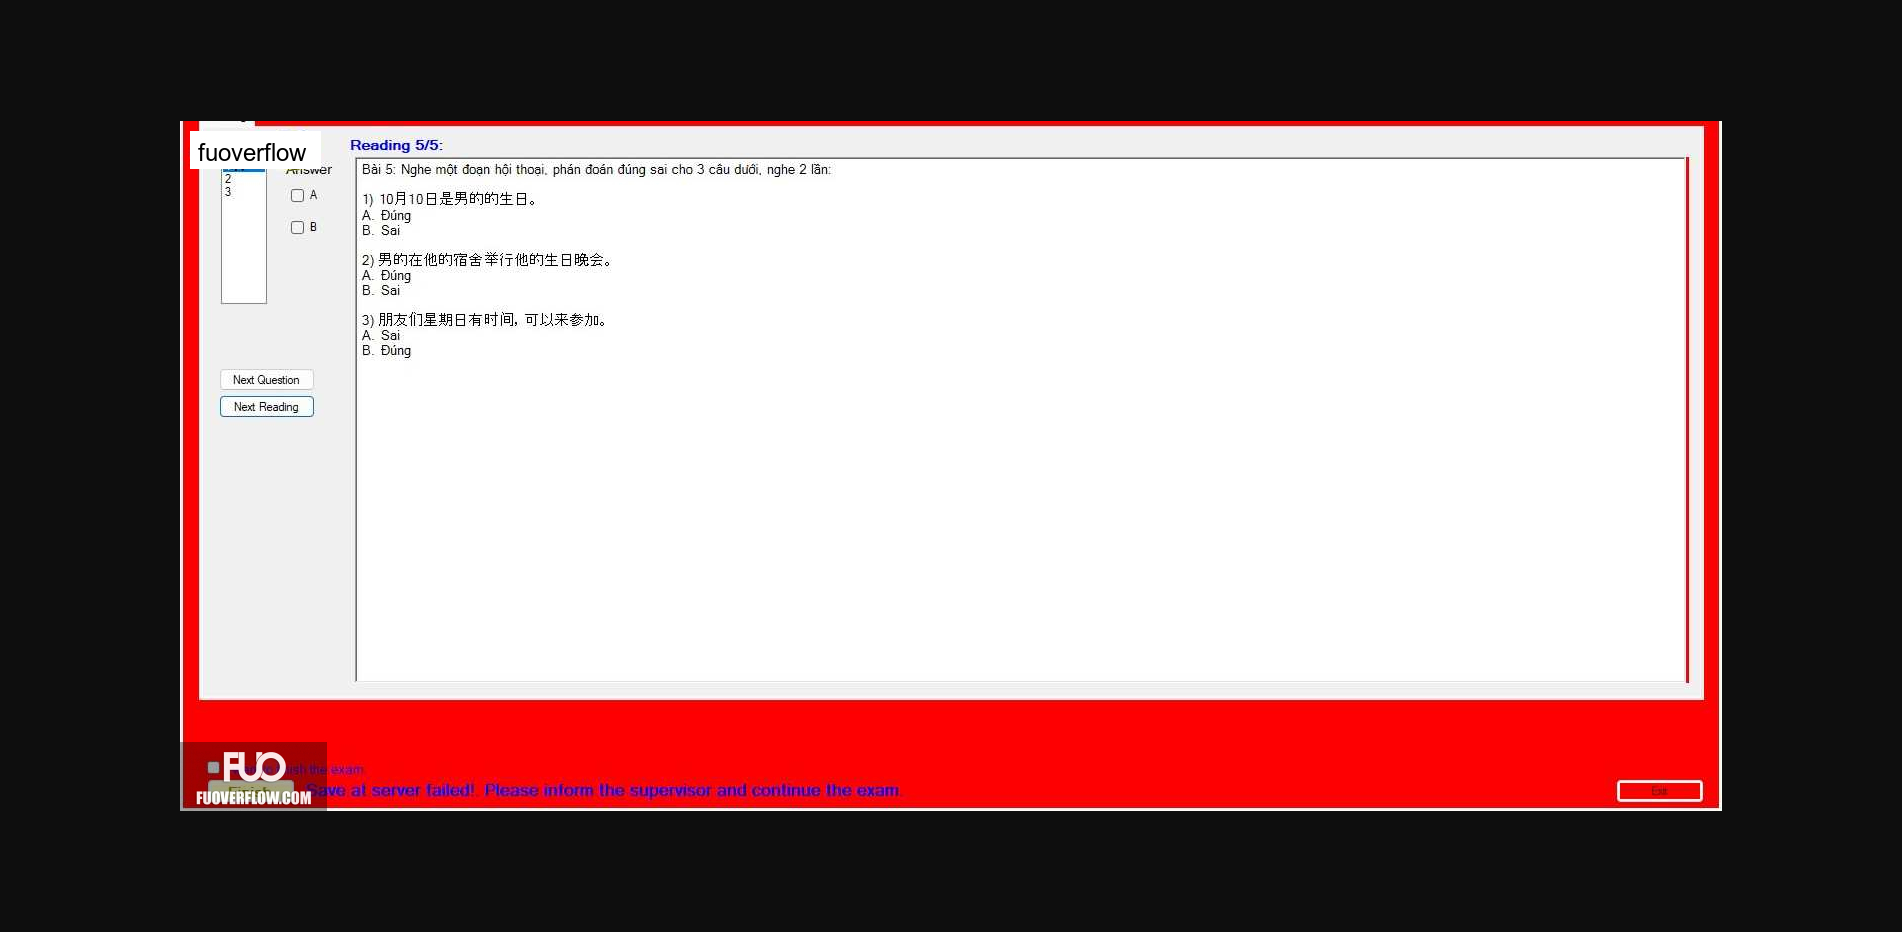 fuoverflow
Reading 5/5:
Answer
2
3
A
B
Next Question
Next Reading
Bài 5: Nghe một đoạn hội thoại, phán đoán đúng sai cho 3 câu dưới, nghe 2 lần:
1) 10月10日是男的的生日。
A. Đúng
B. Sai
2) 男的在他的宿舍举行他的生日晚会。
A. Đúng
B. Sai
3) 朋友们星期日有时间, 可以来参加。
A. Sai
B. Đúng
FUO
the exam.
FUOVERFLOW.COM
Save at server failed!. Please inform the supervisor and continue the exam.
Exit